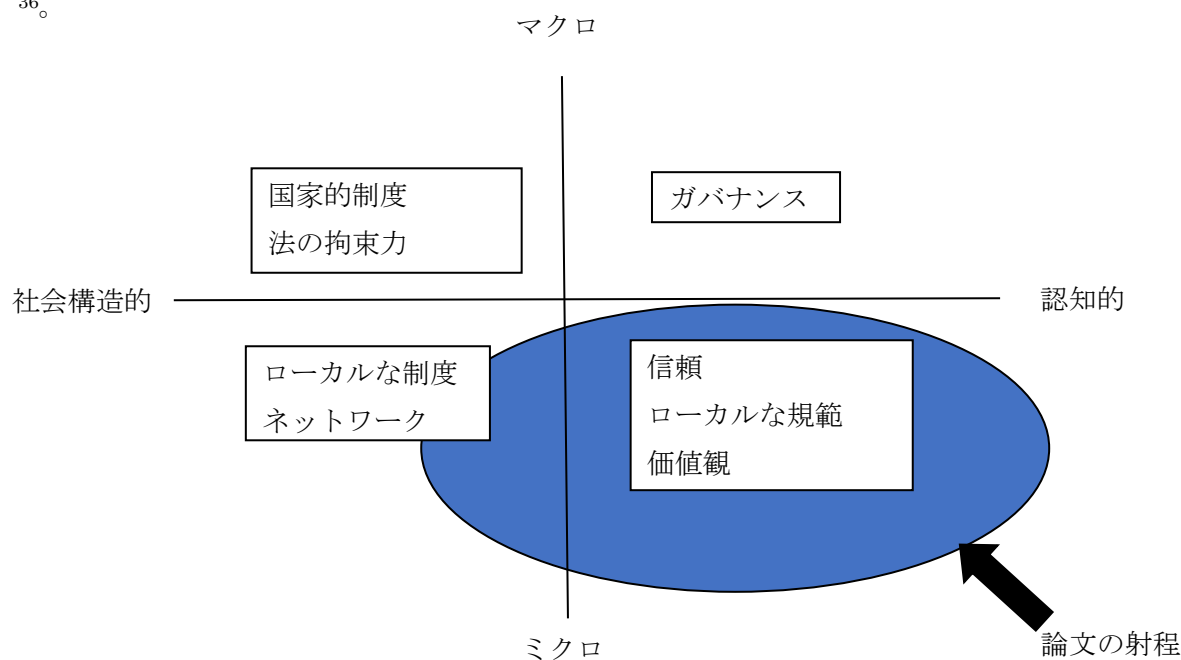 36。
マクロ
国家的制度
法の拘束力
ガバナンス
社会構造的
認知的
ローカルな制度
ネットワーク
信頼
ローカルな規範
価値観
ミクロ
論文の射程